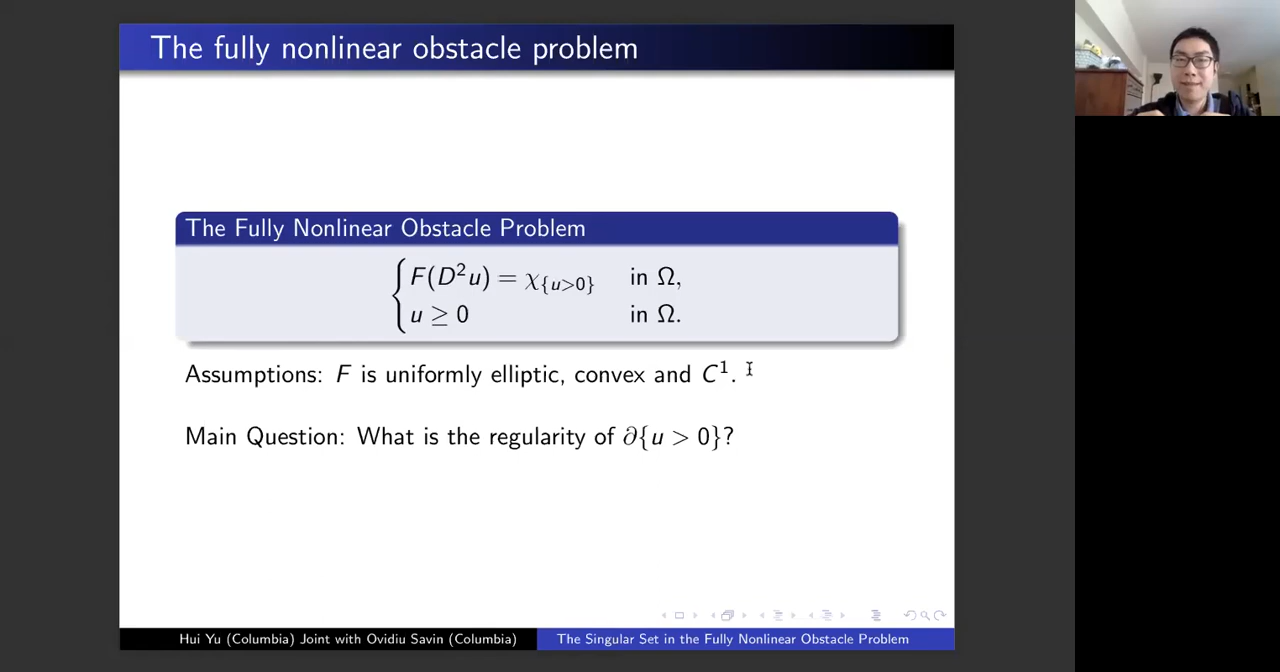 The fully nonlinear obstacle problem
The Fully Nonlinear Obstacle Problem
F(D²u) = χ_{u>0} in Ω,
u ≥ 0 in Ω.
Assumptions: F is uniformly elliptic, convex and C¹.
Main Question: What is the regularity of ∂{u > 0}?
Hui Yu (Columbia) Joint with Ovidiu Savin (Columbia)
The Singular Set in the Fully Nonlinear Obstacle Problem